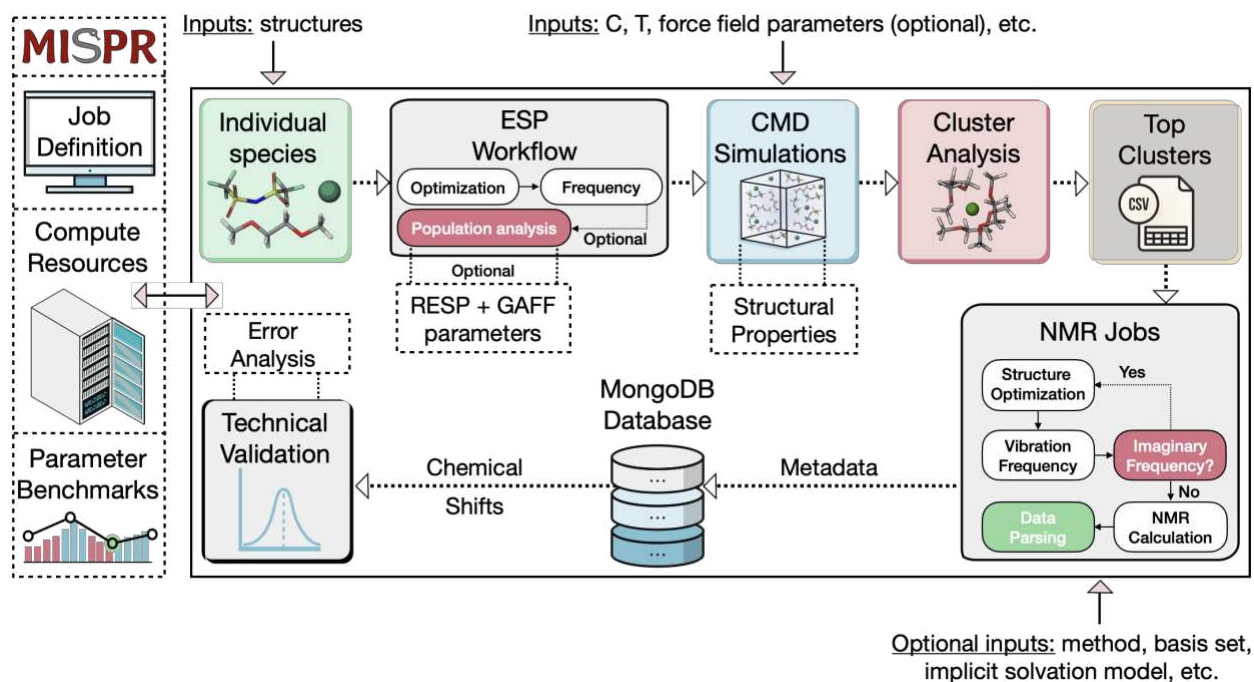 Inputs: structures
Inputs: C, T, force field parameters (optional), etc.
MISPR
Job
Definition
Compute
Resources
Parameter
Benchmarks
Individual
species
ESP
Workflow
Optimization
Frequency
Population analysis
Optional
Optional
RESP + GAFF
parameters
CMD
Simulations
Structural
Properties
Cluster
Analysis
Top
Clusters
CSV
NMR Jobs
Structure
Optimization
Yes
Vibration
Frequency
Imaginary
Frequency?
No
Data
Parsing
NMR
Calculation
Metadata
MongoDB
Database
...
...
...
Chemical
Shifts
Error
Analysis
Technical
Validation
Optional inputs: method, basis set,
implicit solvation model, etc.